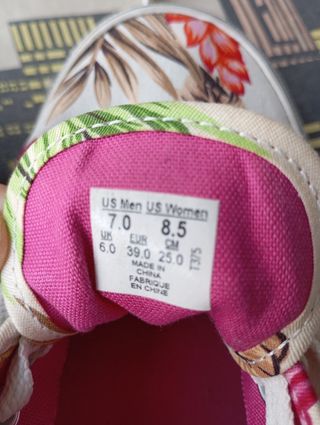 US Men US Women
7.0 8.5
UK EUR CM
6.0 39.0 25.0
MADE IN
CHINA
FABRIQUE
EN CHINE